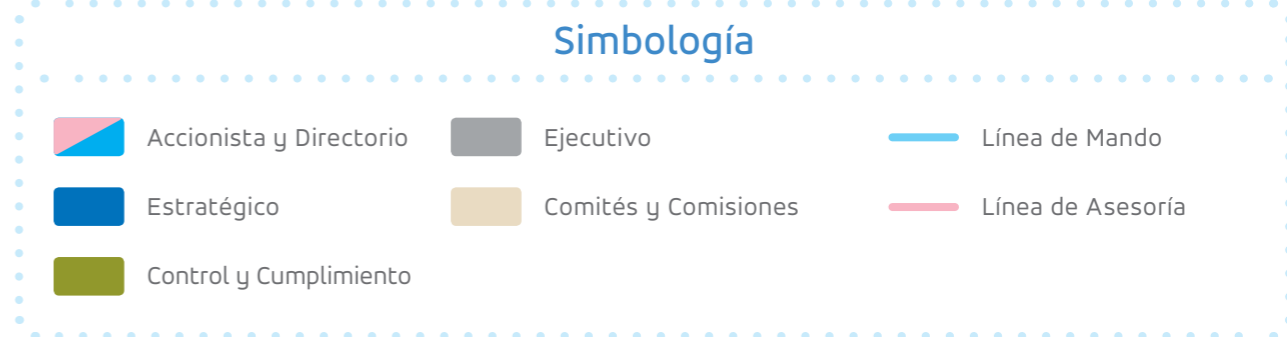 Simbología
Accionista y Directorio
Estratégico
Control y Cumplimiento
Ejecutivo
Comités y Comisiones
Línea de Mando
Línea de Asesoría